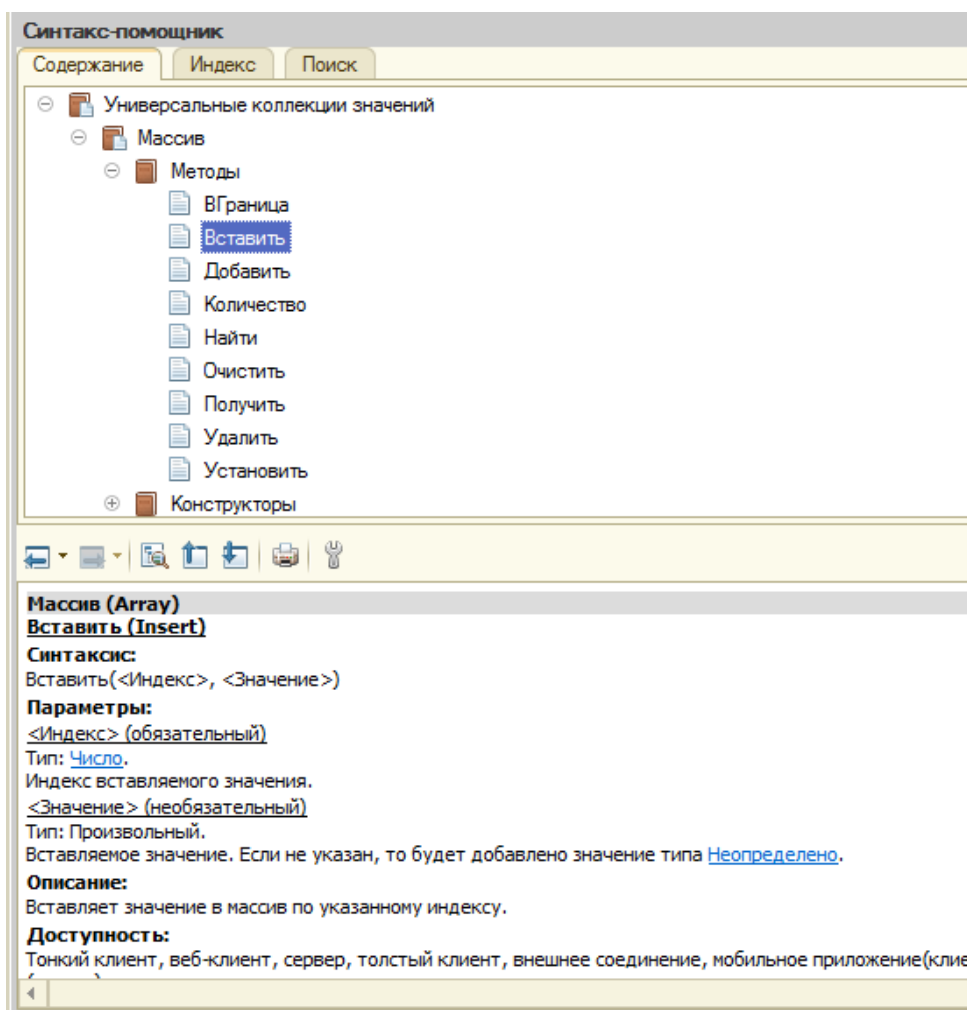 Синтакс-помощник
Содержание Индекс Поиск
Универсальные коллекции значений
Массив
Методы
ВГраница
Вставить
Добавить
Количество
Найти
Очистить
Получить
Удалить
Установить
Конструкторы
Массив (Array)
Вставить (Insert)
Синтаксис:
Вставить(<Индекс>, <Значение>)
Параметры:
<Индекс> (обязательный)
Тип: Число.
Индекс вставляемого значения.
<Значение> (необязательный)
Тип: Произвольный.
Вставляемое значение. Если не указан, то будет добавлено значение типа Неопределено.
Описание:
Вставляет значение в массив по указанному индексу.
Доступность:
Тонкий клиент, веб-клиент, сервер, толстый клиент, внешнее соединение, мобильное приложение(клие